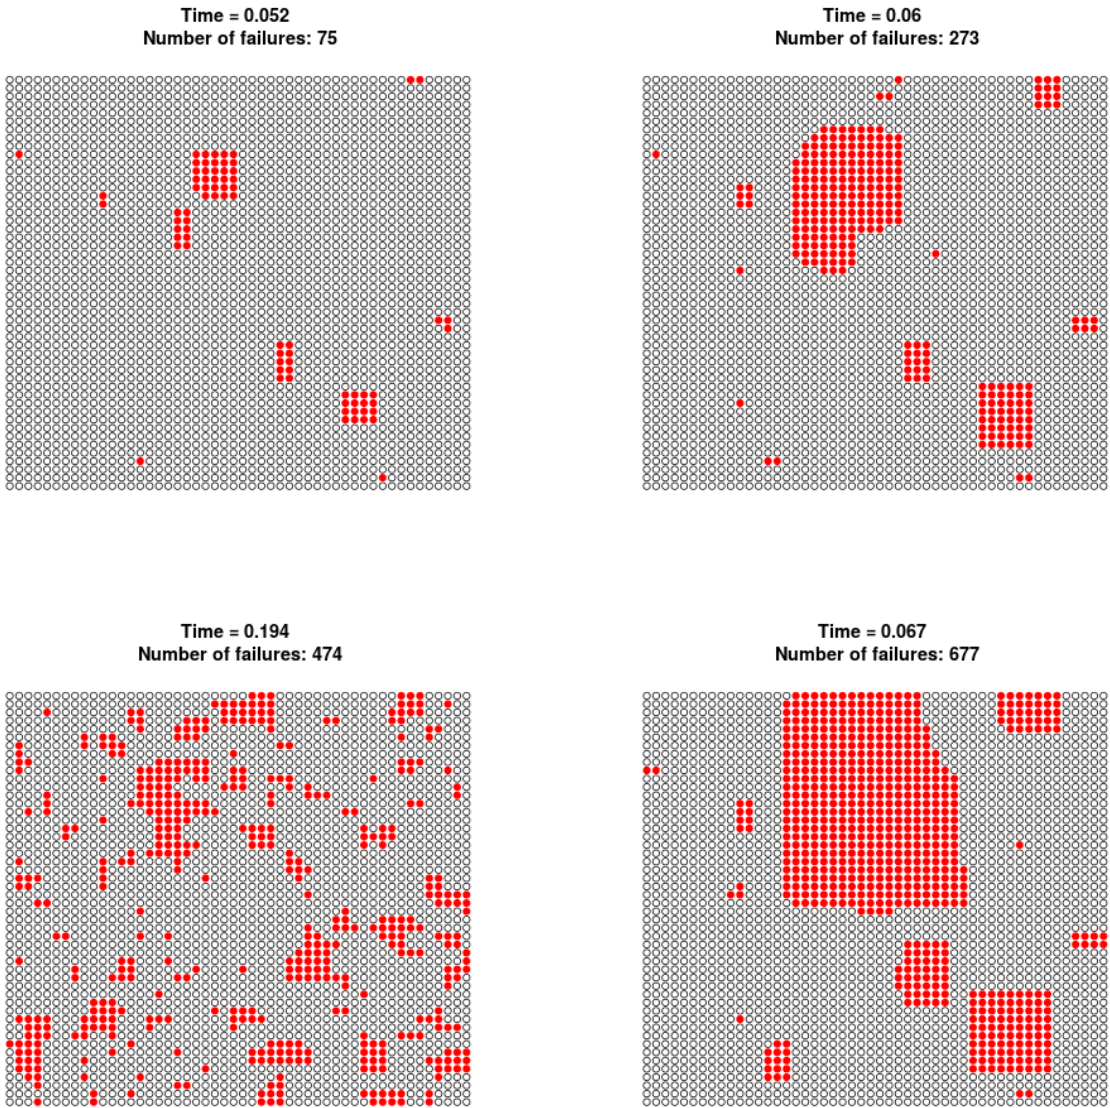 Time = 0.052
Number of failures: 75
Time = 0.06
Number of failures: 273
Time = 0.194
Number of failures: 474
Time = 0.067
Number of failures: 677